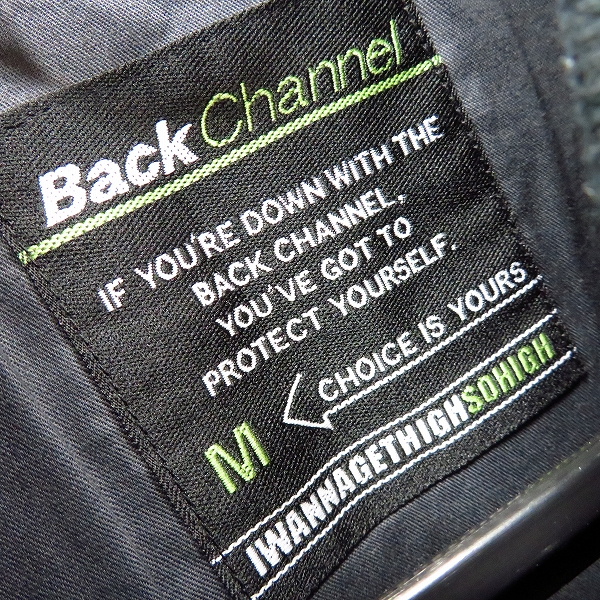 Back Channel
IF YOU'RE DOWN WITH THE
BACK CHANNEL,
YOU'VE GOT TO
PROTECT YOURSELF.
CHOICE IS YOURS
M
IWANNAGETHIGHSOHIGH